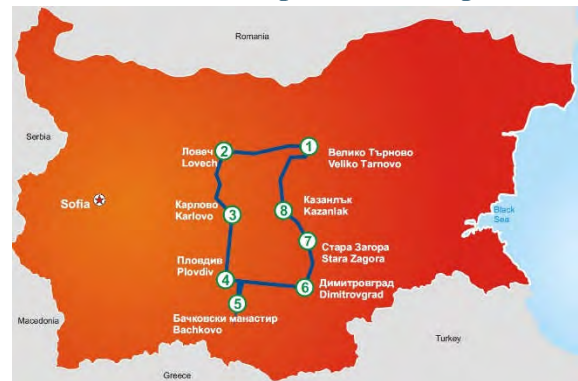 Romania
Serbia
1
2
Ловеч
Lovech
Велико Търново
Veliko Tarnovo
Sofia
Карлово
Karlovo
3
Казанлък
Kazanlak
8
Black
Sea
7
Стара Загора
Stara Zagora
Пловдив
Plovdiv
4
6
Димитровград
Dimitrovgrad
5
Бачковски манастир
Bachkovo
Macedonia
Turkey
Greece